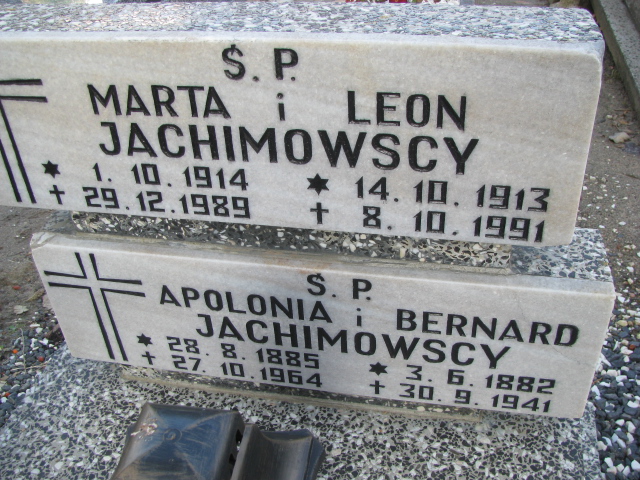 Ś.P.
MARTA i LEON
JACHIMOWSCY
* 1.10.1914 * 14.10.1913
+ 29.12.1989 + 8.10.1991
Ś.P.
APOLONIA i BERNARD
JACHIMOWSCY
* 28.8.1885 * 3.6.1882
+ 27.10.1964 + 30.9.1941